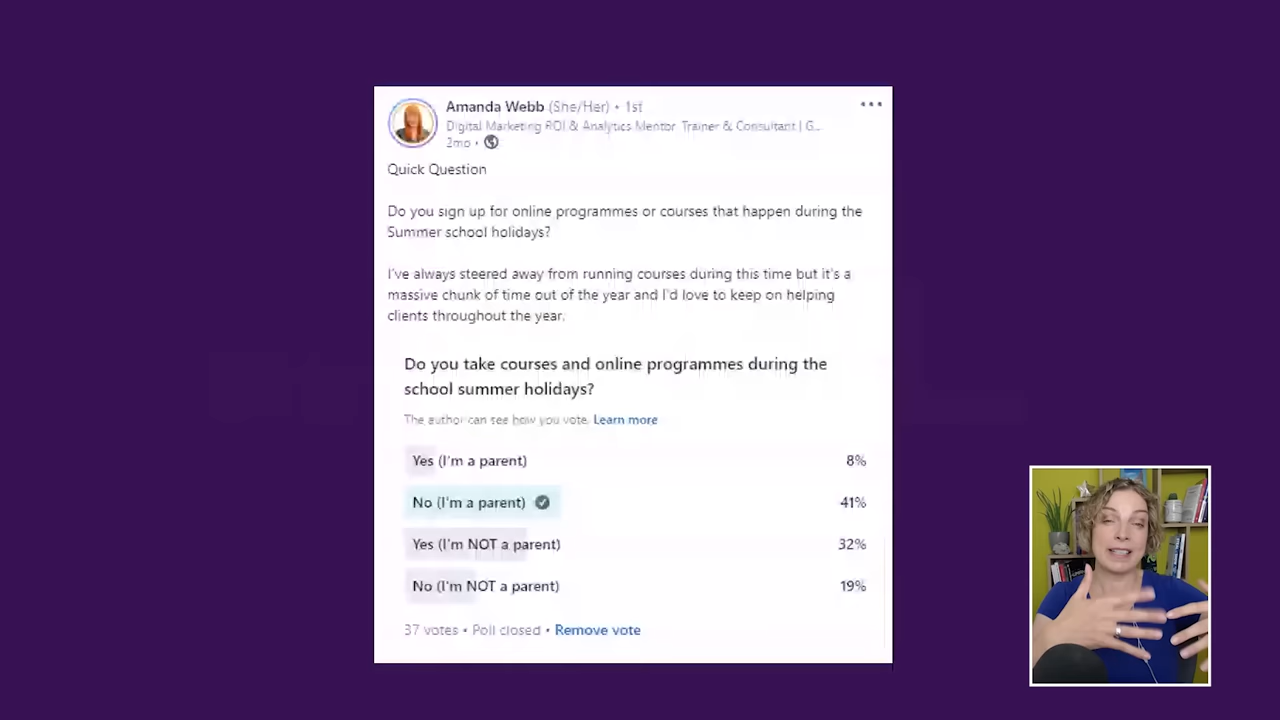 Amanda Webb (She/Her) • 1st
Digital Marketing ROI & Analytics Mentor Trainer & Consultant | G...
2mo •
Quick Question
Do you sign up for online programmes or courses that happen during the
Summer school holidays?
I've always steered away from running courses during this time but it's a
massive chunk of time out of the year and I'd love to keep on helping
clients throughout the year.
Do you take courses and online programmes during the
school summer holidays?
The author can see how you vote. Learn more
Yes (I'm a parent) 8%
No (I'm a parent) 41%
Yes (I'm NOT a parent) 32%
No (I'm NOT a parent) 19%
37 votes • Poll closed • Remove vote